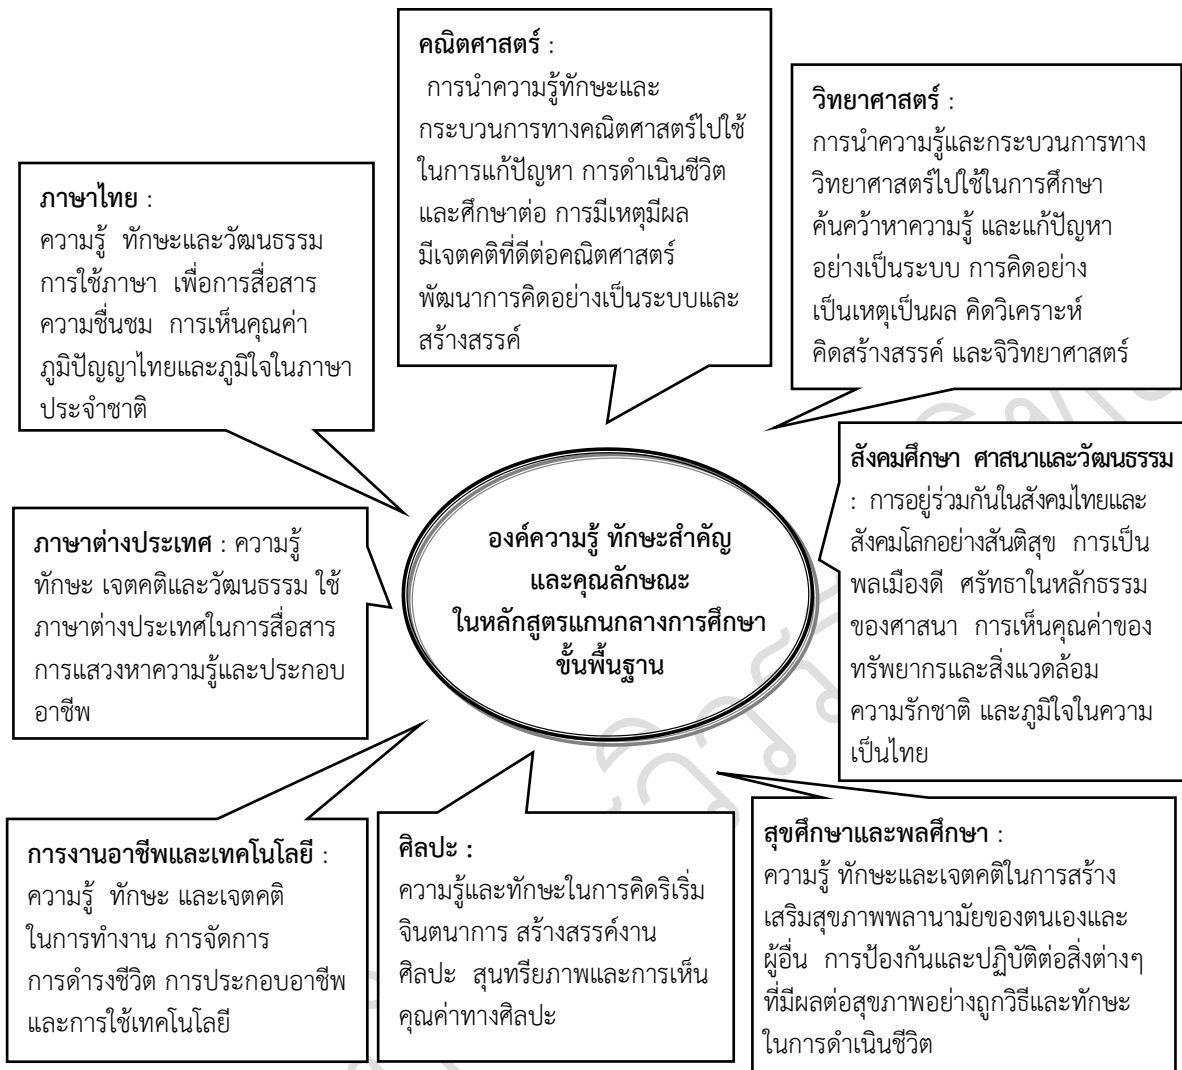 คณิตศาสตร์ :
การนำความรู้ทักษะและ
กระบวนการทางคณิตศาสตร์ไปใช้
ในการแก้ปัญหา การดำเนินชีวิต
และศึกษาต่อ การมีเหตุมีผล
มีเจตคติที่ดีต่อคณิตศาสตร์
พัฒนาการคิดอย่างเป็นระบบและ
สร้างสรรค์
วิทยาศาสตร์ :
การนำความรู้และกระบวนการทาง
วิทยาศาสตร์ไปใช้ในการศึกษา
ค้นคว้าหาความรู้ และแก้ปัญหา
อย่างเป็นระบบ การคิดอย่าง
เป็นเหตุเป็นผล คิดวิเคราะห์
คิดสร้างสรรค์ และจิวิทยาศาสตร์
ภาษาไทย :
ความรู้ ทักษะและวัฒนธรรม
การใช้ภาษา เพื่อการสื่อสาร
ความชื่นชม การเห็นคุณค่า
ภูมิปัญญาไทยและภูมิใจในภาษา
ประจำชาติ
สังคมศึกษา ศาสนาและวัฒนธรรม
: การอยู่ร่วมกันในสังคมไทยและ
สังคมโลกอย่างสันติสุข การเป็น
พลเมืองดี ศรัทธาในหลักธรรม
ของศาสนา การเห็นคุณค่าของ
ทรัพยากรและสิ่งแวดล้อม
ความรักชาติ และภูมิใจในความ
เป็นไทย
องค์ความรู้ ทักษะสำคัญ
และคุณลักษณะ
ในหลักสูตรแกนกลางการศึกษา
ขั้นพื้นฐาน
ภาษาต่างประเทศ : ความรู้
ทักษะ เจตคติและวัฒนธรรม ใช้
ภาษาต่างประเทศในการสื่อสาร
การแสวงหาความรู้และประกอบ
อาชีพ
การงานอาชีพและเทคโนโลยี :
ความรู้ ทักษะ และเจตคติ
ในการทำงาน การจัดการ
การดำรงชีวิต การประกอบอาชีพ
และการใช้เทคโนโลยี
ศิลปะ :
ความรู้และทักษะในการคิดริเริ่ม
จินตนาการ สร้างสรรค์งาน
ศิลปะ สุนทรียภาพและการเห็น
คุณค่าทางศิลปะ
สุขศึกษาและพลศึกษา :
ความรู้ ทักษะและเจตคติในการสร้าง
เสริมสุขภาพพลานามัยของตนเองและ
ผู้อื่น การป้องกันและปฏิบัติต่อสิ่งต่างๆ
ที่มีผลต่อสุขภาพอย่างถูกวิธีและทักษะ
ในการดำเนินชีวิต